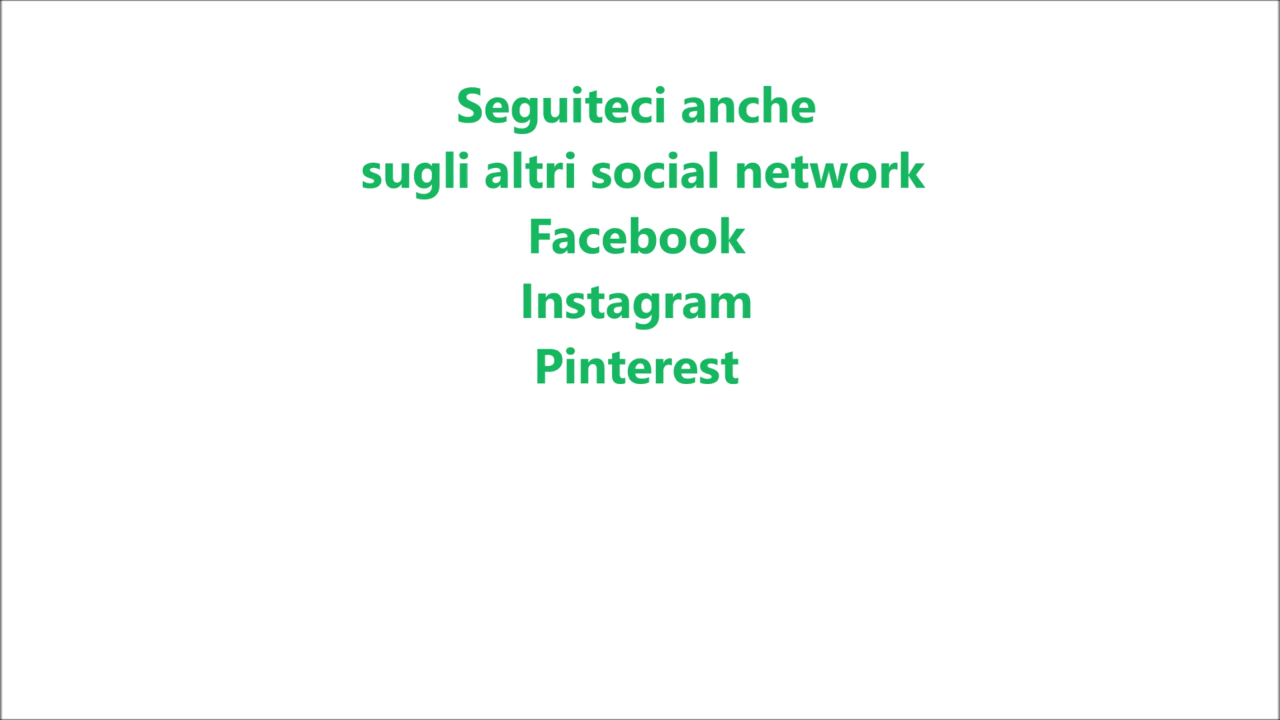 Seguiteci anche
sugli altri social network
Facebook
Instagram
Pinterest